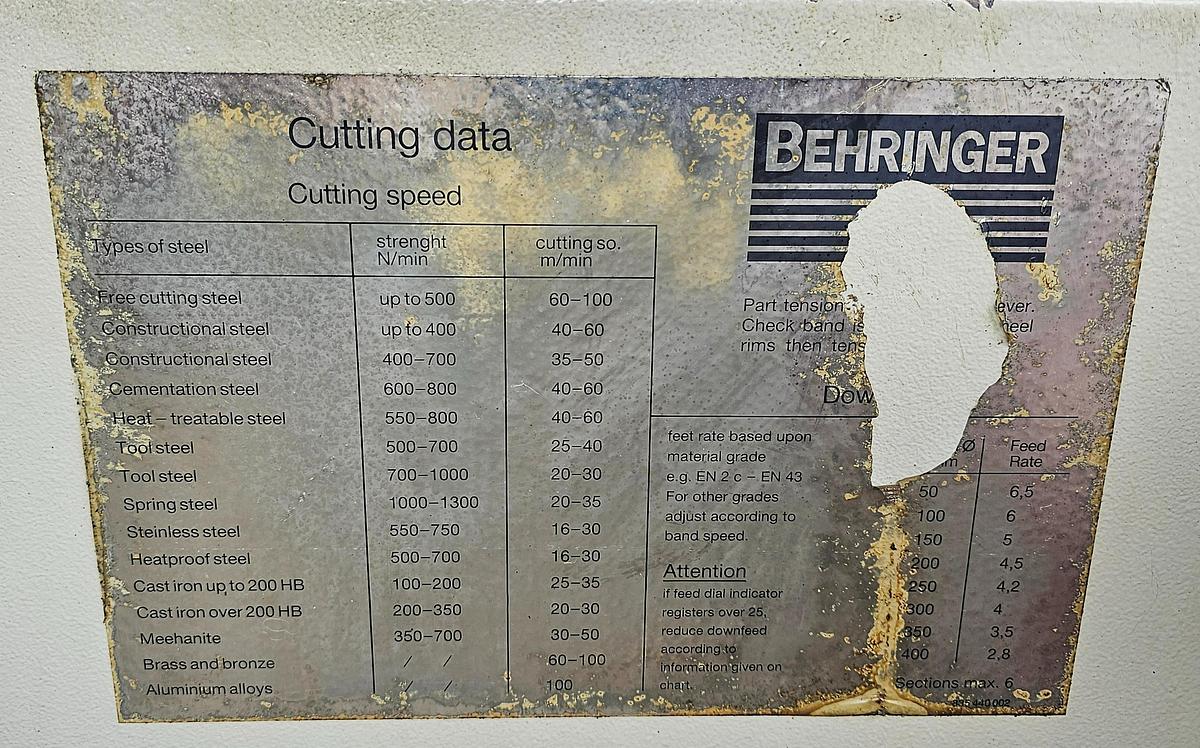 Cutting data
Cutting speed
Types of steel strenght N/min cutting so. m/min
Free cutting steel up to 500 60–100
Constructional steel up to 400 40–60
Constructional steel 400–700 35–50
Cementation steel 600–800 40–60
Heat – treatable steel 550–800 40–60
Tool steel 500–700 25–40
Tool steel 700–1000 20–30
Spring steel 1000–1300 20–35
Steinless steel 550–750 16–30
Heatproof steel 500–700 16–30
Cast iron up to 200 HB 100–200 25–35
Cast iron over 200 HB 200–350 20–30
Meehanite 350–700 30–50
Brass and bronze / / 60–100
Aluminium alloys / / 100
BEHRINGER
Part tension ever.
Check band is
rims then
feet rate based upon
material grade
e.g. EN 2 c – EN 43
For other grades
adjust according to
band speed.
Attention
if feed dial indicator
registers over 25,
reduce downfeed
according to
information given on
chart.
Ø Feed
Rate
50 6,5
100 6
150 5
200 4,5
250 4,2
300 4
350 3,5
400 2,8
Sections max. 6
835 440 002